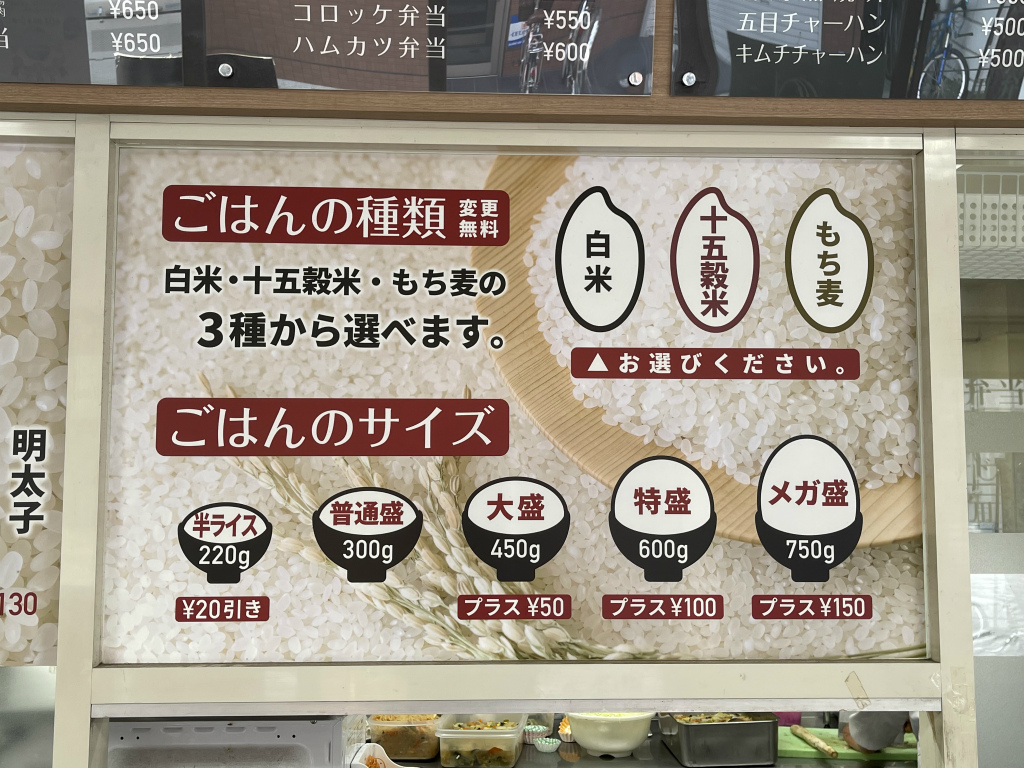 ¥650
¥650
コロッケ弁当 ¥550
ハムカツ弁当 ¥600
五目チャーハン ¥500
キムチチャーハン ¥500
ごはんの種類 変更無料
白米・十五穀米・もち麦の
3種から選べます。
白米
十五穀米
もち麦
▲お選びください。
ごはんのサイズ
半ライス
220g
¥20引き
普通盛
300g
大盛
450g
プラス¥50
特盛
600g
プラス¥100
メガ盛
750g
プラス¥150
明太子
130